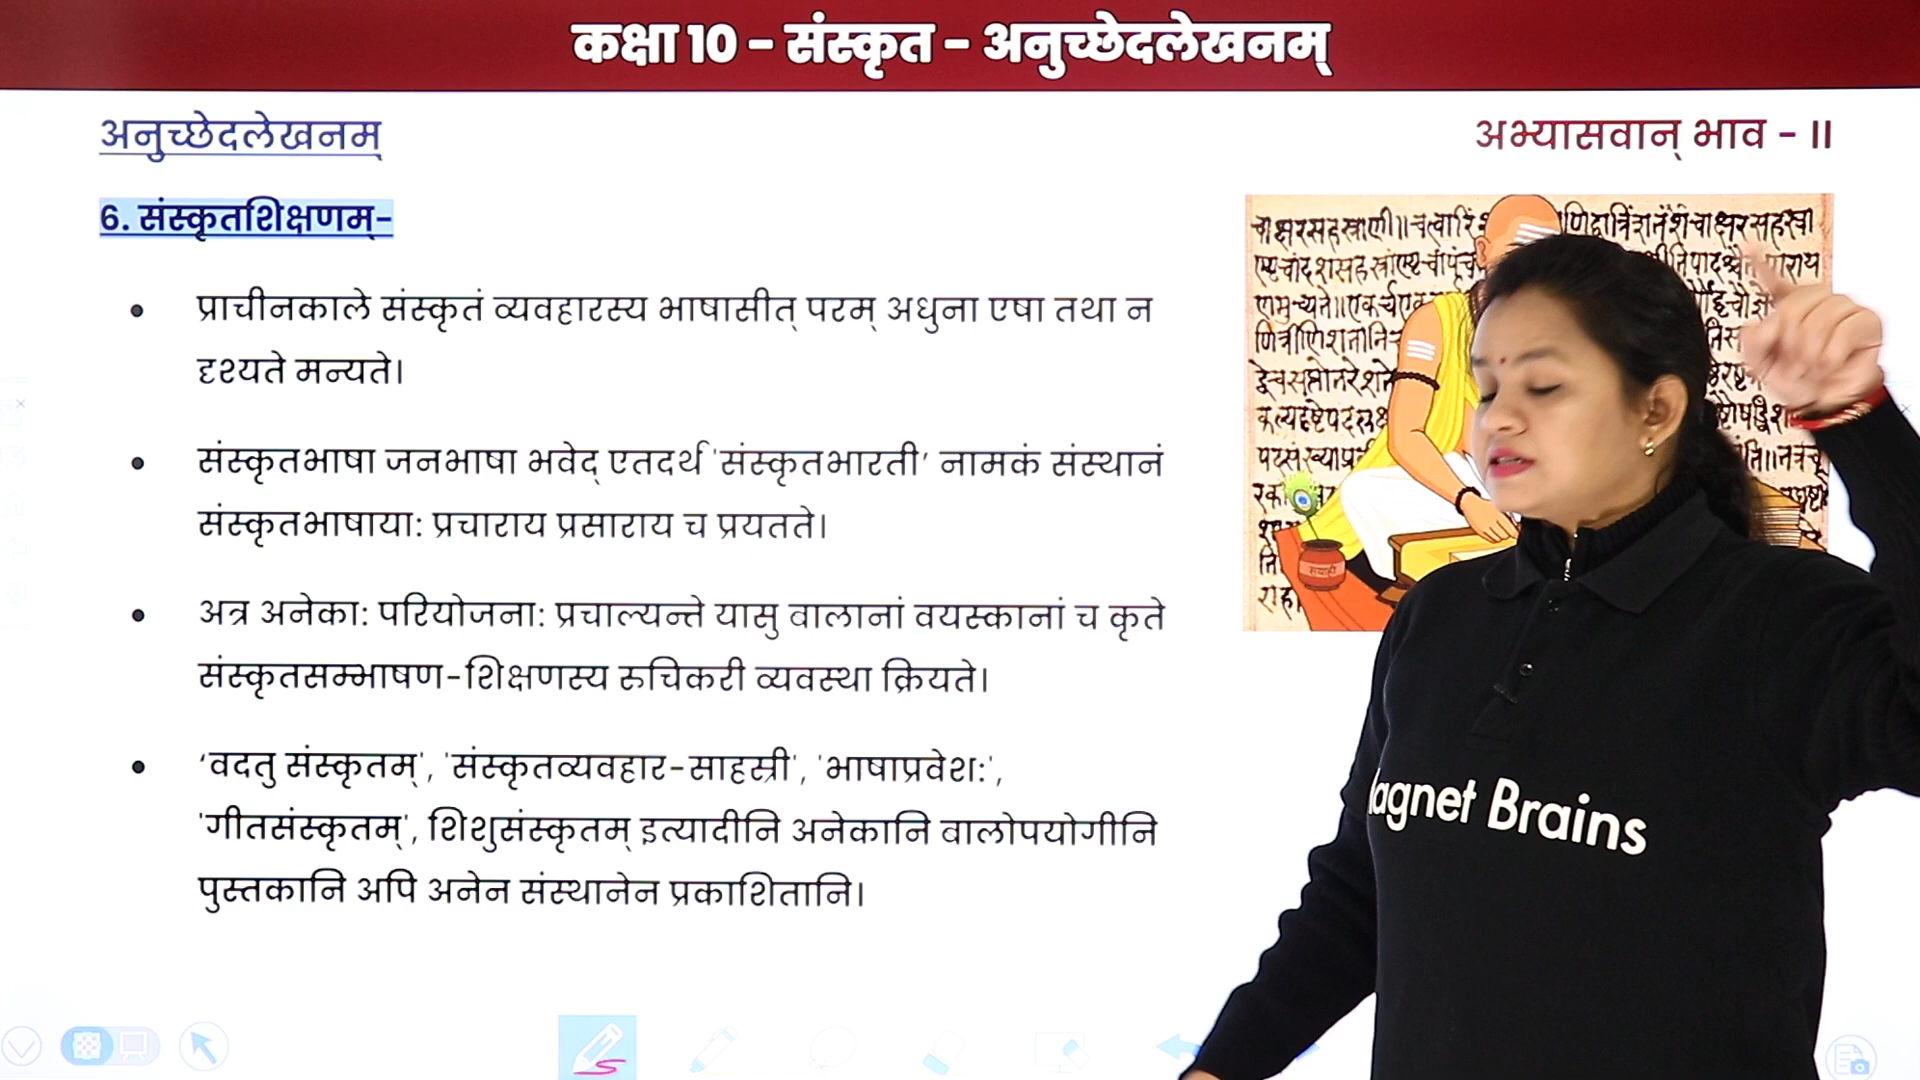 कक्षा 10 - संस्कृत - अनुच्छेदलेखनम्
अनुच्छेदलेखनम्
अभ्यासवान् भाव - II
6. संस्कृतशिक्षणम्-
प्राचीनकाले संस्कृतं व्यवहारस्य भाषासीत् परम् अधुना एषा तथा न
दृश्यते मन्यते।
संस्कृतभाषा जनभाषा भवेद् एतदर्थ 'संस्कृतभारती' नामकं संस्थानं
संस्कृतभाषाया: प्रचाराय प्रसाराय च प्रयतते।
अत्र अनेका: परियोजना: प्रचाल्यन्ते यासु बालानां वयस्कानां च कृते
संस्कृतसम्भाषण-शिक्षणस्य रुचिकरी व्यवस्था क्रियते।
'वदतु संस्कृतम्', 'संस्कृतव्यवहार-साहस्री', 'भाषाप्रवेश:',
'गीतसंस्कृतम्', शिशुसंस्कृतम् इत्यादीनि अनेकानि बालोपयोगीनि
पुस्तकानि अपि अनेन संस्थानेन प्रकाशितानि।
स्याही
agnet Brains